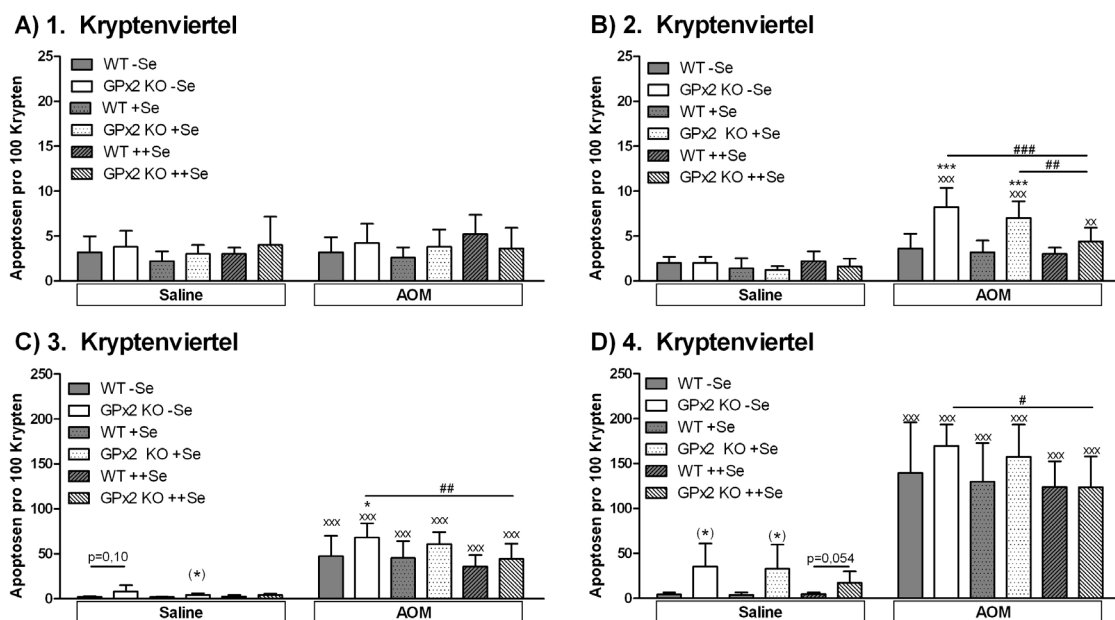 A) 1. Kryptenviertel
Apoptosen pro 100 Krypten
25
20
15
10
5
0
WT -Se
GPx2 KO -Se
WT +Se
GPx2 KO +Se
WT ++Se
GPx2 KO ++Se
Saline
AOM
B) 2. Kryptenviertel
Apoptosen pro 100 Krypten
25
20
15
10
5
0
WT -Se
GPx2 KO -Se
WT +Se
GPx2 KO +Se
WT ++Se
GPx2 KO ++Se
###
##
***
xxx
***
xxx
xx
Saline
AOM
C) 3. Kryptenviertel
Apoptosen pro 100 Krypten
250
200
150
100
50
0
WT -Se
GPx2 KO -Se
WT +Se
GPx2 KO +Se
WT ++Se
GPx2 KO ++Se
p=0,10
(*)
##
xxx
*
xxx
xxx
xxx
xxx
xxx
Saline
AOM
D) 4. Kryptenviertel
Apoptosen pro 100 Krypten
250
200
150
100
50
0
WT -Se
GPx2 KO -Se
WT +Se
GPx2 KO +Se
WT ++Se
GPx2 KO ++Se
(*)
(*)
p=0.054
#
xxx
xxx
xxx
xxx
xxx
xxx
Saline
AOM